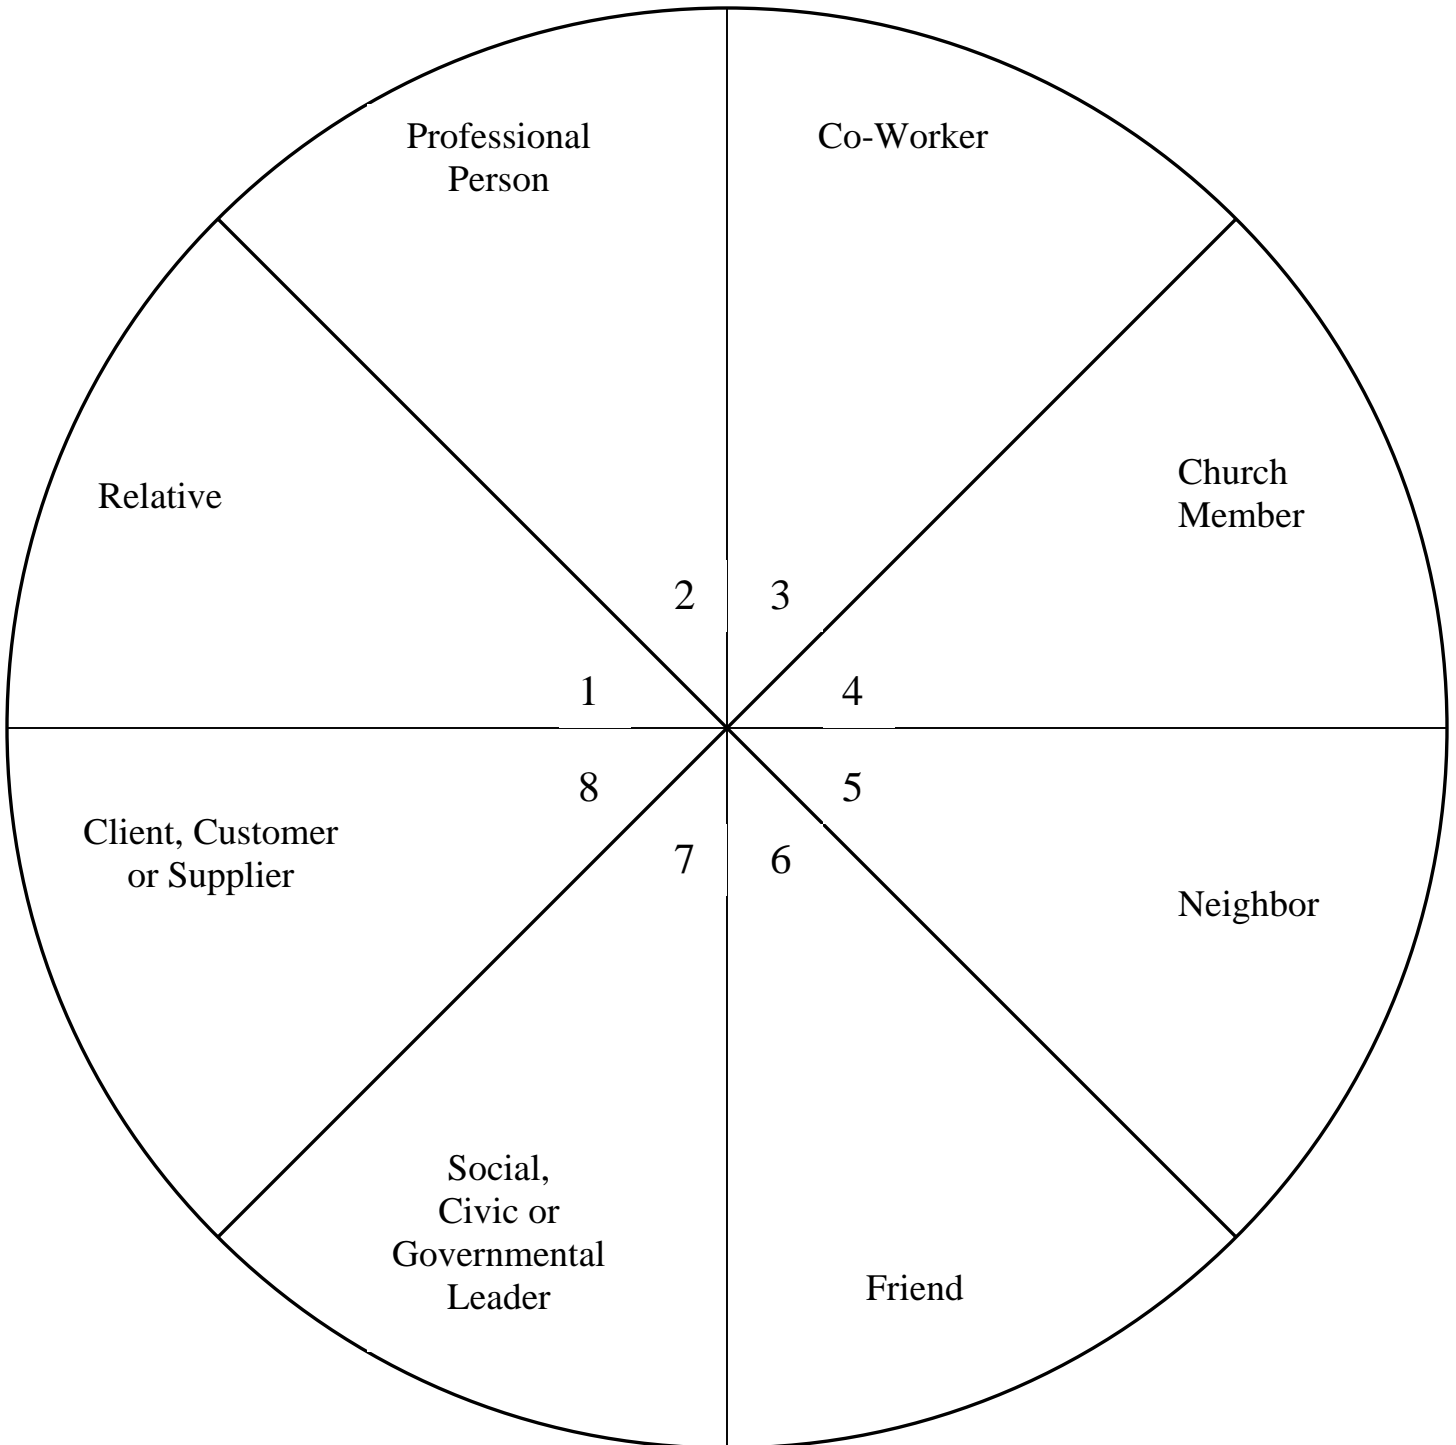 Professional
Person
Co-Worker
Relative
Church
Member
2
3
1
4
8
5
7
6
Client, Customer
or Supplier
Neighbor
Social,
Civic or
Governmental
Leader
Friend